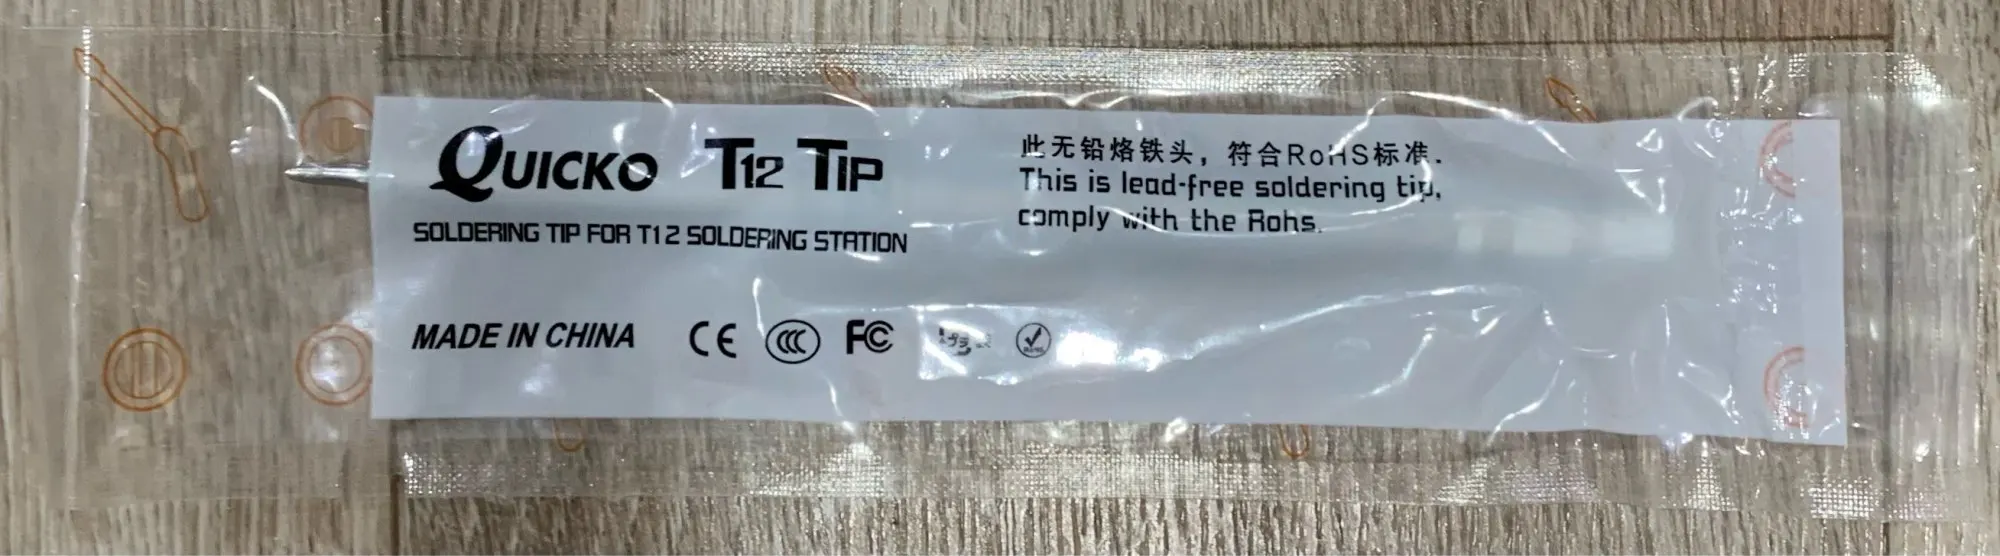 QUICKO T12 TIP
SOLDERING TIP FOR T12 SOLDERING STATION
此无铅烙铁头，符合RoHS标准.
This is lead-free soldering tip,
comply with the Rohs.
MADE IN CHINA CE CCC FC